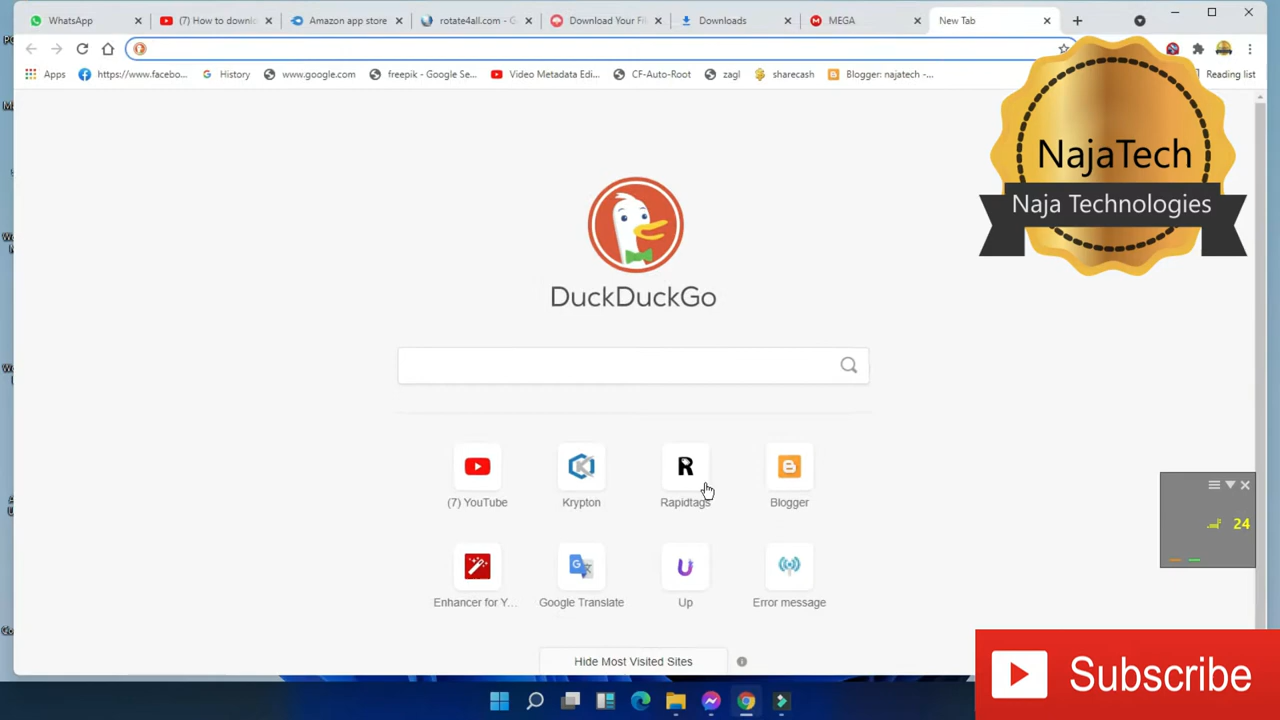 WhatsApp
(7) How to downl
Amazon app store
rotate4all.com - G
Download Your Fi
Downloads
MEGA
New Tab
Apps
https://www.facebo...
History
www.google.com
freepik - Google Se...
Video Metadata Edi...
CF-Auto-Root
zagl
sharecash
Blogger: najatech -...
Reading list
NajaTech
Naja Technologies
DuckDuckGo
(7) YouTube
Krypton
R
Rapidtags
Blogger
24
Enhancer for Y...
Google Translate
Up
Error message
Hide Most Visited Sites
Subscribe